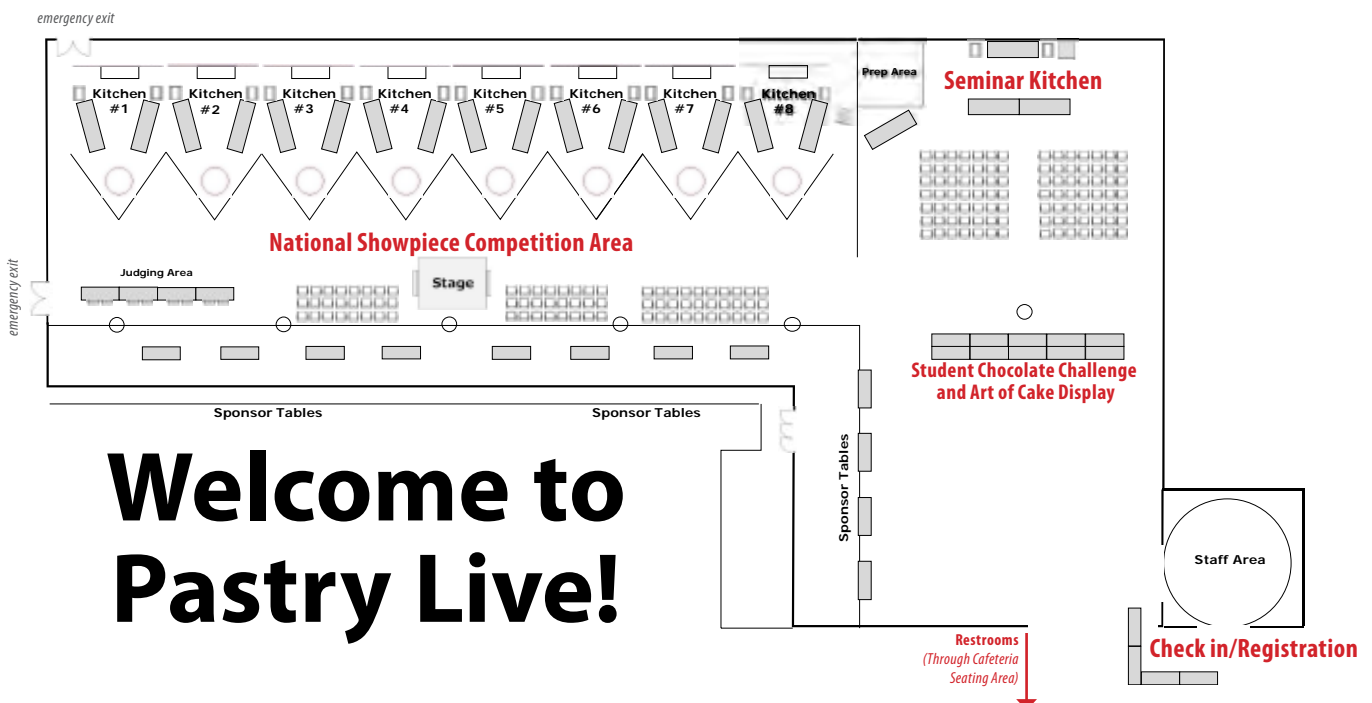 emergency exit
Kitchen
#1
Kitchen
#2
Kitchen
#3
Kitchen
#4
Kitchen
#5
Kitchen
#6
Kitchen
#7
Kitchen
#8
Prep Area
Seminar Kitchen
National Showpiece Competition Area
emergency exit
Judging Area
Stage
Student Chocolate Challenge
and Art of Cake Display
Sponsor Tables
Sponsor Tables
Sponsor Tables
Welcome to
Pastry Live!
Staff Area
Restrooms
(Through Cafeteria
Seating Area)
Check in/Registration